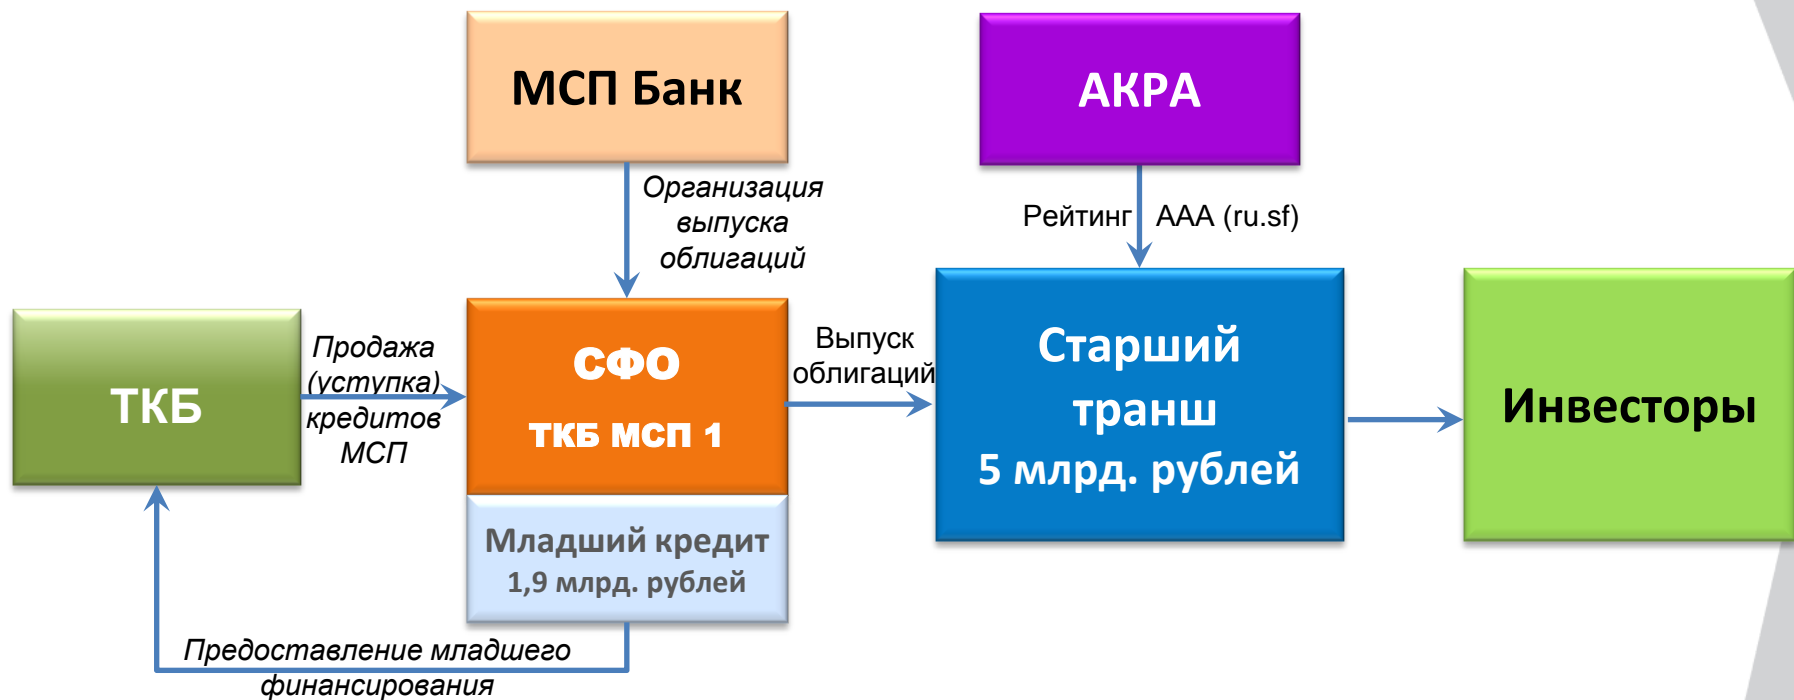 МСП Банк
АКРА
Организация
выпуска
облигаций
Рейтинг AAA (ru.sf)
ТКБ
Продажа
(уступка)
кредитов
МСП
СФО
ТКБ МСП 1
Младший кредит
1,9 млрд. рублей
Выпуск
облигаций
Старший
транш
5 млрд. рублей
Инвесторы
Предоставление младшего
финансирования